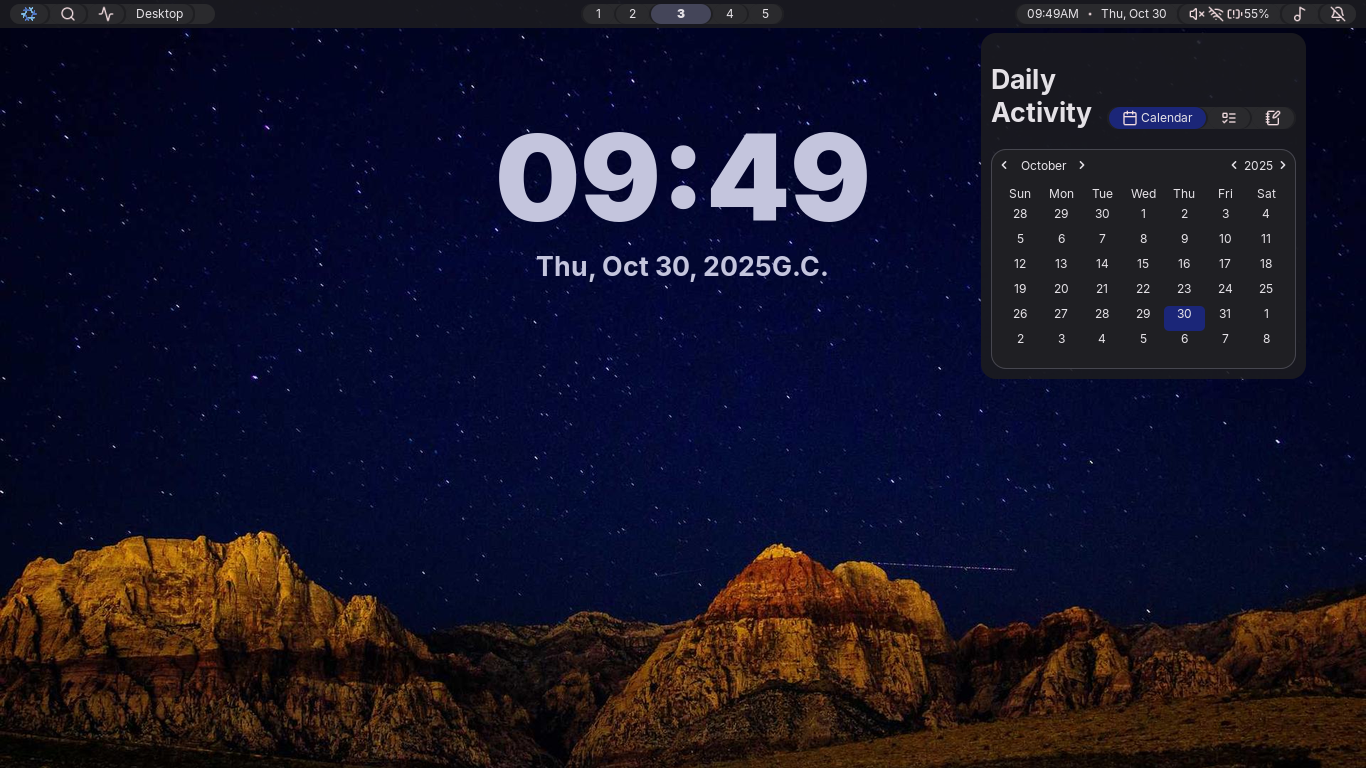 Desktop
1 2 3 4 5
09:49AM • Thu, Oct 30
55%
09:49
Thu, Oct 30, 2025G.C.
Daily
Activity
Calendar
October 2025
Sun Mon Tue Wed Thu Fri Sat
28 29 30 1 2 3 4
5 6 7 8 9 10 11
12 13 14 15 16 17 18
19 20 21 22 23 24 25
26 27 28 29 30 31 1
2 3 4 5 6 7 8